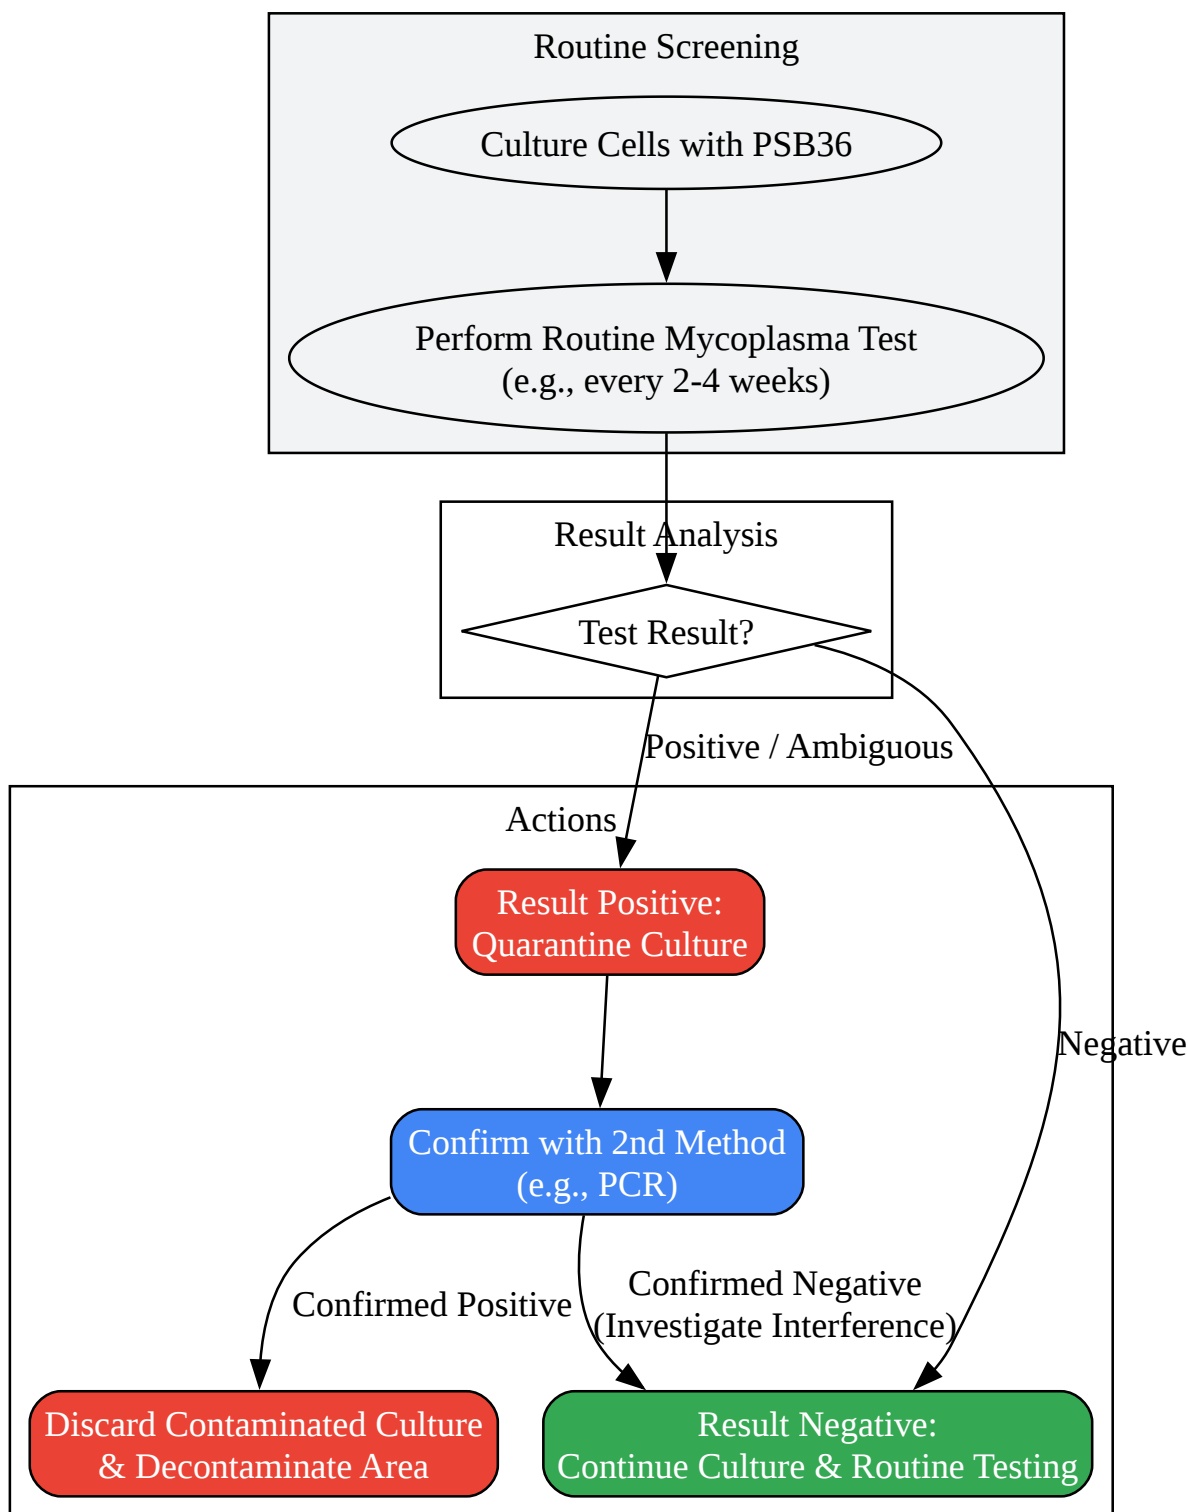 Routine Screening
Culture Cells with PSB36
Perform Routine Mycoplasma Test
(e.g., every 2-4 weeks)
Result Analysis
Test Result?
Positive / Ambiguous
Actions
Result Positive:
Quarantine Culture
Negative
Confirm with 2nd Method
(e.g., PCR)
Confirmed Positive
Confirmed Negative
(Investigate Interference)
Discard Contaminated Culture
& Decontaminate Area
Result Negative:
Continue Culture & Routine Testing